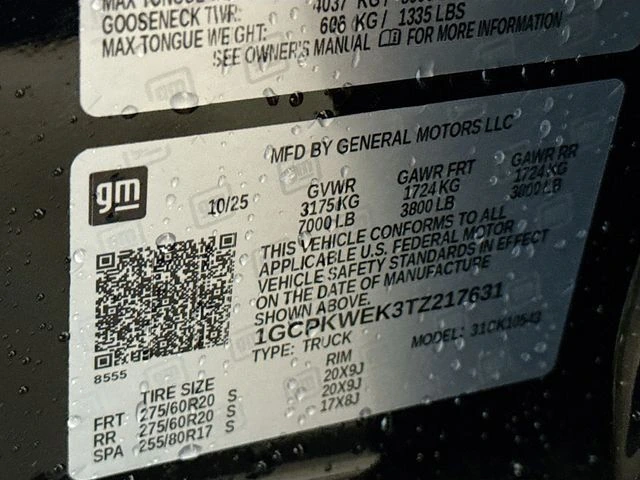 MAX TONGUE
GOOSENECK TWR: 4037 KG /
MAX TONGUE WEIGHT: 606 KG / 1335 LBS
SEE OWNER'S MANUAL FOR MORE INFORMATION
MFD BY GENERAL MOTORS LLC
gm
10/25
GVWR GAWR FRT GAWR RR
3175 KG 1724 KG 1724 KG
7000 LB 3800 LB 3800 LB
THIS VEHICLE CONFORMS TO ALL
APPLICABLE U.S. FEDERAL MOTOR
VEHICLE SAFETY STANDARDS IN EFFECT
ON THE DATE OF MANUFACTURE
SHOWN ABOVE.
1GCPKWEK3TZ217631
TYPE: TRUCK MODEL: 31CK10543
8555
TIRE SIZE RIM
FRT 275/60R20 S 20X9J
RR 275/60R20 S 20X9J
SPA 255/80R17 S 17X8J